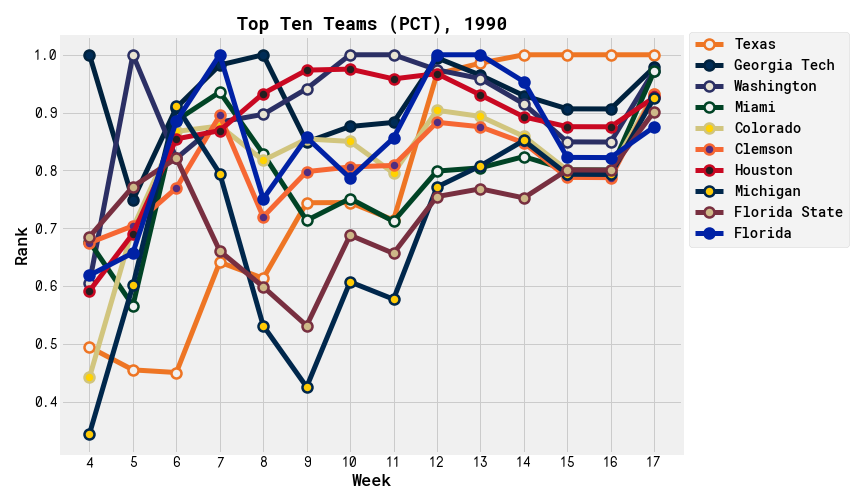 Top Ten Teams (PCT), 1990
1.0
0.9
0.8
0.7
0.6
0.5
0.4
Rank
4 5 6 7 8 9 10 11 12 13 14 15 16 17
Week
Texas
Georgia Tech
Washington
Miami
Colorado
Clemson
Houston
Michigan
Florida State
Florida